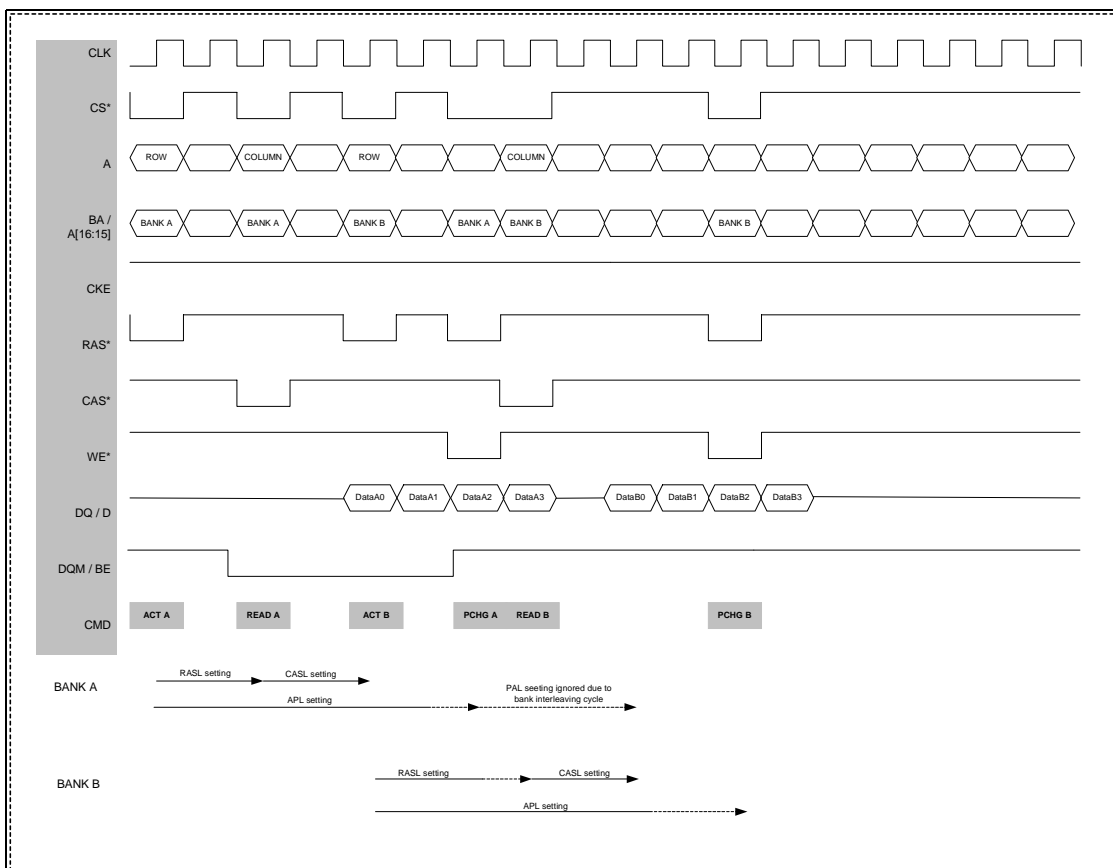 CLK
CS*
A
ROW
COLUMN
ROW
COLUMN
BA /
A[16:15]
BANK A
BANK A
BANK B
BANK A
BANK B
BANK B
CKE
RAS*
CAS*
WE*
DQ / D
DataA0
DataA1
DataA2
DataA3
DataB0
DataB1
DataB2
DataB3
DQM / BE
CMD
ACT A
READ A
ACT B
PCHG A
READ B
PCHG B
BANK A
RASL setting
CASL setting
APL setting
PAL seeting ignored due to
bank interleaving cycle
BANK B
RASL setting
CASL setting
APL setting